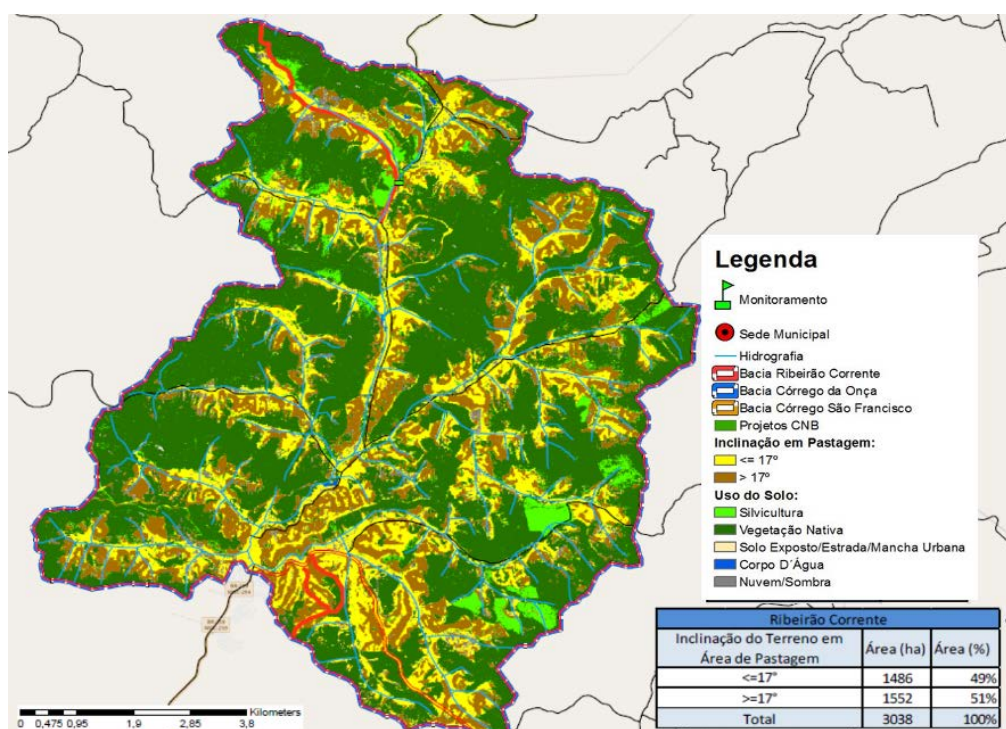 Legenda
Monitoramento
Sede Municipal
Hidrografia
Bacia Ribeirão Corrente
Bacia Córrego da Onça
Bacia Córrego São Francisco
Projetos CNB
Inclinação em Pastagem:
<= 17º
> 17º
Uso do Solo:
Silvicultura
Vegetação Nativa
Solo Exposto/Estrada/Mancha Urbana
Corpo D´Água
Nuvem/Sombra
Ribeirão Corrente
Inclinação do Terreno em Área (ha) Área (%)
Área de Pastagem
<=17° 1486 49%
>=17° 1552 51%
Total 3038 100%
Kilometers
0 0,475 0,95 1,9 2,85 3,8